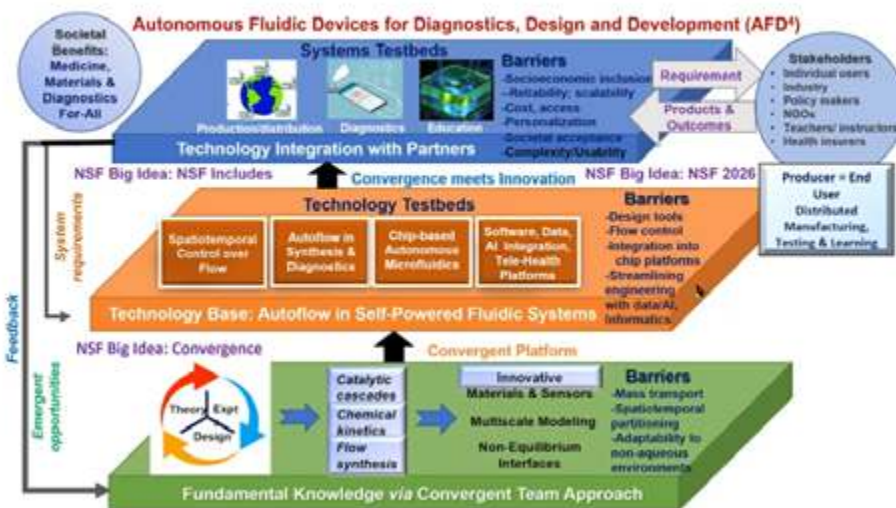 Autonomous Fluidic Devices for Diagnostics, Design and Development (AFD⁴)
Societal
Benefits:
Medicine,
Materials &
Diagnostics
For-All
Systems Testbeds
Production/distribution
Diagnostics
Education
Barriers
-Socioeconomic inclusion
-Reliability; scalability
-Cost, access
-Personalization
-Societal acceptance
-Complexity/Usability
Technology Integration with Partners
Requirement
Products &
Outcomes
Stakeholders
• Individual users
• Industry
• Policy makers
• NGOs
• Teachers/ instructors
• Health insurers
Producer = End
User
Distributed
Manufacturing,
Testing & Learning
NSF Big Idea: NSF Includes
Convergence meets Innovation
NSF Big Idea: NSF 2026
Technology Testbeds
Spatiotemporal
Control over
Flow
Autoflow in
Synthesis &
Diagnostics
Chip-based
Autonomous
Microfluidics
Software, Data,
AI Integration,
Tele-Health
Platforms
Barriers
-Design tools
-Flow control
-Integration into
chip platforms
-Streamlining
engineering
with data/AI,
Informatics.
Technology Base: Autoflow in Self-Powered Fluidic Systems
System
requirements
Feedback
Emergent
opportunities
NSF Big Idea: Convergence
Convergent Platform
Theory
Expt
Design
Catalytic
cascades
Chemical
kinetics
Flow
synthesis
Innovative
Materials & Sensors
Multiscale Modeling
Non-Equilibrium
Interfaces
Barriers
-Mass transport
-Spatiotemporal
partitioning
-Adaptability to
non-aqueous
environments
Fundamental Knowledge via Convergent Team Approach